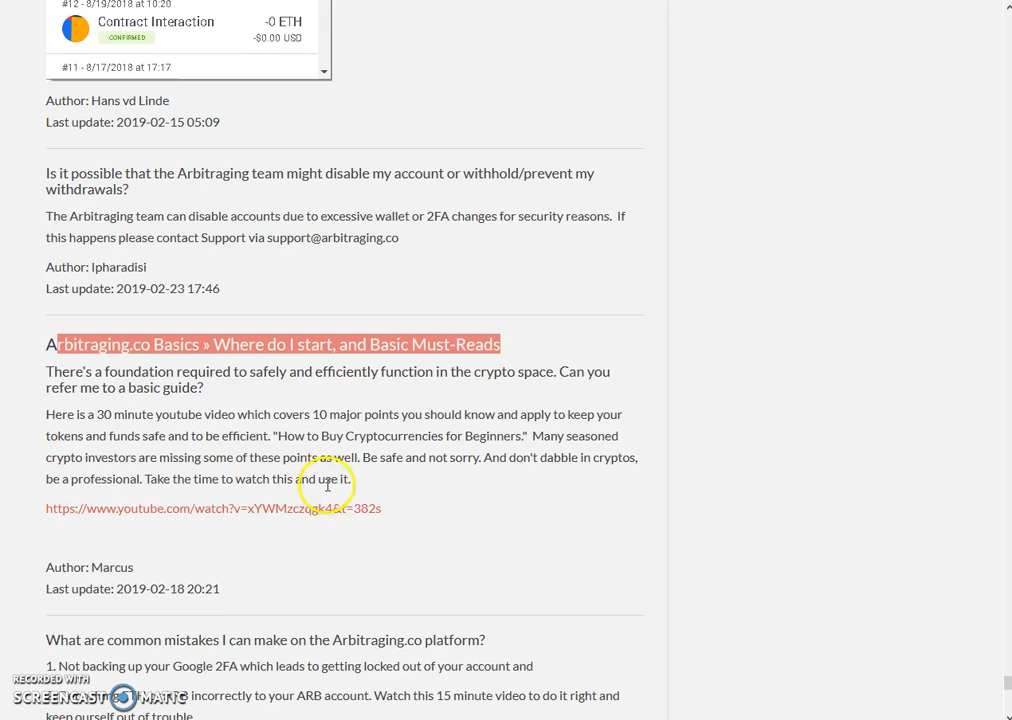 #12 - 8/19/2018 at 10:20
Contract Interaction
-0 ETH
CONFIRMED
-$0.00 USD
#11 - 8/17/2018 at 17:17
Author: Hans vd Linde
Last update: 2019-02-15 05:09
Is it possible that the Arbitraging team might disable my account or withhold/prevent my
withdrawals?
The Arbitraging team can disable accounts due to excessive wallet or 2FA changes for security reasons. If
this happens please contact Support via support@arbitraging.co
Author: Ipharadisi
Last update: 2019-02-23 17:46
Arbitraging.co Basics » Where do I start, and Basic Must-Reads
There's a foundation required to safely and efficiently function in the crypto space. Can you
refer me to a basic guide?
Here is a 30 minute youtube video which covers 10 major points you should know and apply to keep your
tokens and funds safe and to be efficient. "How to Buy Cryptocurrencies for Beginners." Many seasoned
crypto investors are missing some of these points as well. Be safe and not sorry. And don't dabble in cryptos,
be a professional. Take the time to watch this and use it.
https://www.youtube.com/watch?v=xYWMzczqgk4&t=382s
Author: Marcus
Last update: 2019-02-18 20:21
What are common mistakes I can make on the Arbitraging.co platform?
1. Not backing up your Google 2FA which leads to getting locked out of your account and
RECORDED WITH
SCREENCAST MATIC
incorrectly to your ARB account. Watch this 15 minute video to do it right and
keep ourself out of trouble